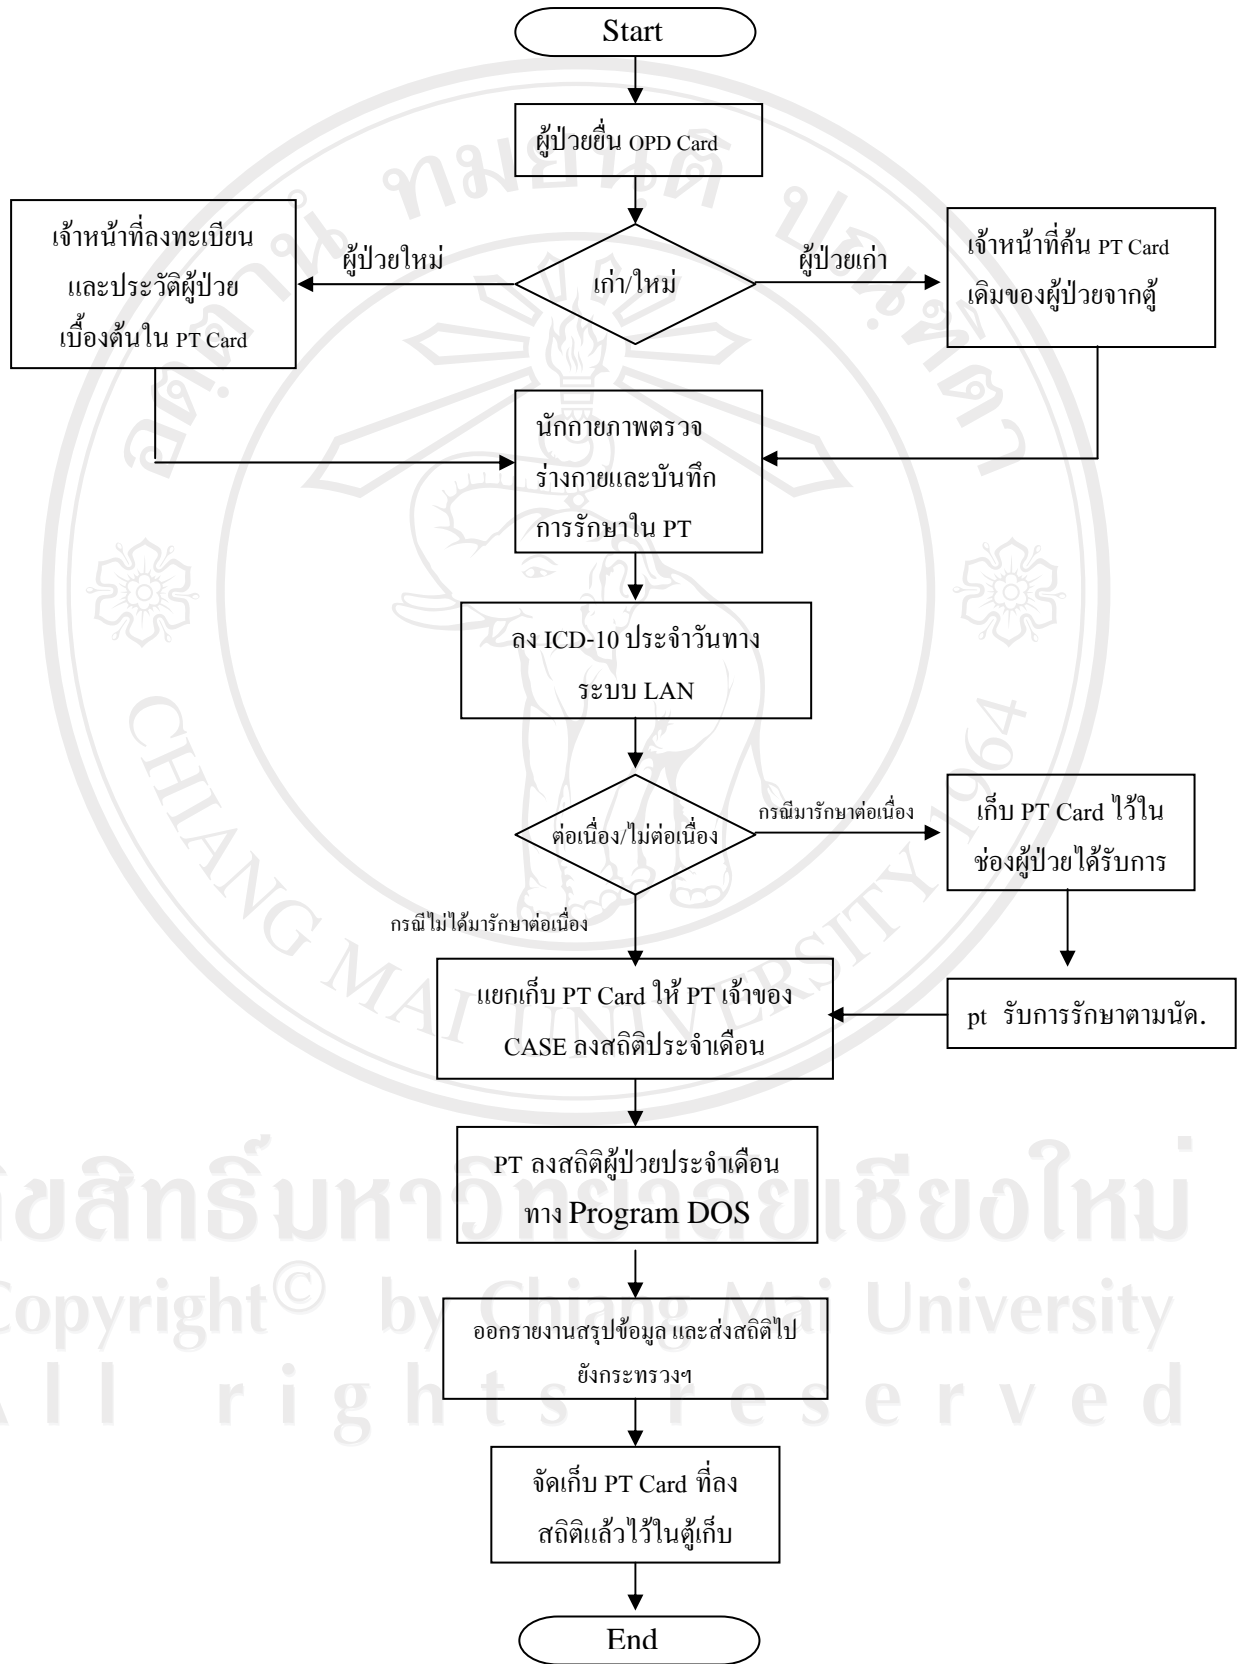 Start
ผู้ป่วยยื่น OPD Card
เก่า/ใหม่
ผู้ป่วยใหม่
เจ้าหน้าที่ลงทะเบียน
และประวัติผู้ป่วย
เบื้องต้นใน PT Card
ผู้ป่วยเก่า
เจ้าหน้าที่ค้น PT Card
เดิมของผู้ป่วยจากตู้
นักกายภาพตรวจ
ร่างกายและบันทึก
การรักษาใน PT
ลง ICD-10 ประจำวันทาง
ระบบ LAN
ต่อเนื่อง/ไม่ต่อเนื่อง
กรณีมารักษาต่อเนื่อง
เก็บ PT Card ไว้ใน
ช่องผู้ป่วยได้รับการ
pt รับการรักษาตามนัด.
กรณีไม่ได้มารักษาต่อเนื่อง
แยกเก็บ PT Card ให้ PT เจ้าของ
CASE ลงสถิติประจำเดือน
PT ลงสถิติผู้ป่วยประจำเดือน
ทาง Program DOS
ออกรายงานสรุปข้อมูล และส่งสถิติไป
ยังกระทรวงฯ
จัดเก็บ PT Card ที่ลง
สถิติแล้วไว้ในตู้เก็บ
End
CHIANG MAI UNIVERSITY 1964
สิทธิ์มหาวิทยาลัยเชียงใหม่
Copyright© by Chiang Mai University
All rights reserved